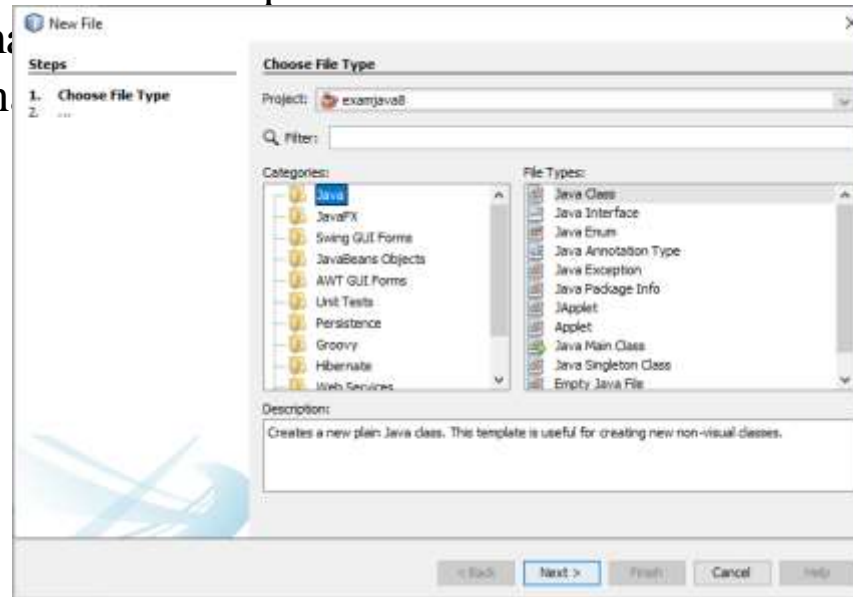 New File
Steps
1. Choose File Type
2. ...
Choose File Type
Project: examjava8
Filter:
Categories:
Java
JavaFX
Swing GUI Forms
JavaBeans Objects
AWT GUI Forms
Unit Tests
Persistence
Groovy
Hibernate
Web Services
File Types:
Java Class
Java Interface
Java Enum
Java Annotation Type
Java Exception
Java Package Info
JApplet
Applet
Java Main Class
Java Singleton Class
Empty Java File
Description:
Creates a new plain Java class. This template is useful for creating new non-visual classes.
< Back Next > Finish Cancel Help